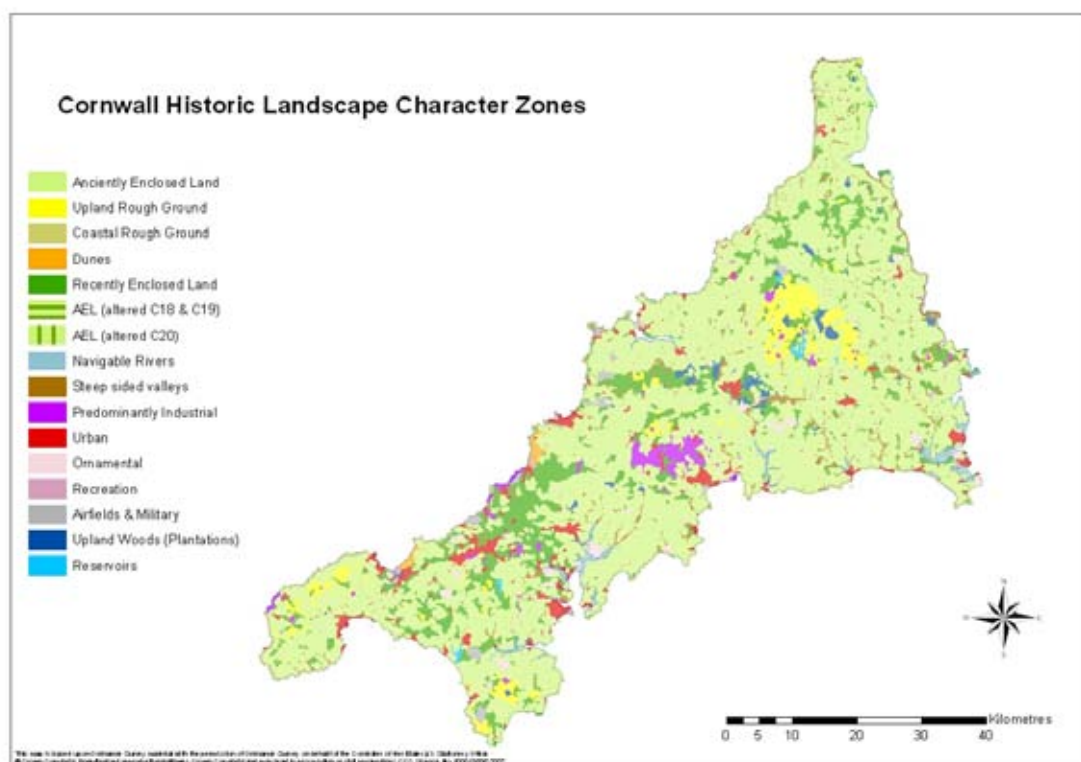 Cornwall Historic Landscape Character Zones
Anciently Enclosed Land
Upland Rough Ground
Coastal Rough Ground
Dunes
Recently Enclosed Land
AEL (altered C18 & C19)
AEL (altered C20)
Navigable Rivers
Steep sided valleys
Predominantly Industrial
Urban
Ornamental
Recreation
Airfields & Military
Upland Woods (Plantations)
Reservoirs
N
W
E
S
Kilometres
0 5 10 20 30 40